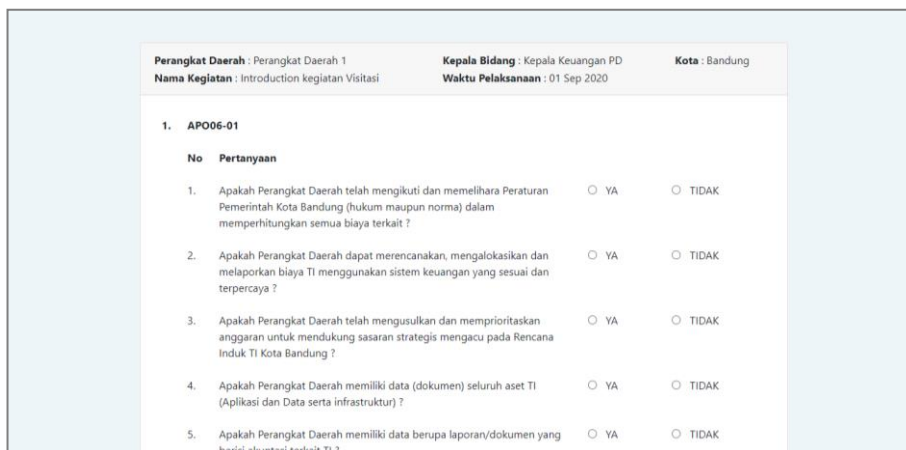 Perangkat Daerah : Perangkat Daerah 1 Kepala Bidang : Kepala Keuangan PD Kota : Bandung
Nama Kegiatan : Introduction kegiatan Visitasi Waktu Pelaksanaan : 01 Sep 2020
1. APO06-01
No Pertanyaan
1. Apakah Perangkat Daerah telah mengikuti dan memelihara Peraturan YA TIDAK
Pemerintah Kota Bandung (hukum maupun norma) dalam
memperhitungkan semua biaya terkait ?
2. Apakah Perangkat Daerah dapat merencanakan, mengalokasikan dan YA TIDAK
melaporkan biaya TI menggunakan sistem keuangan yang sesuai dan
terpercaya ?
3. Apakah Perangkat Daerah telah mengusulkan dan memprioritaskan YA TIDAK
anggaran untuk mendukung sasaran strategis mengacu pada Rencana
Induk TI Kota Bandung ?
4. Apakah Perangkat Daerah memiliki data (dokumen) seluruh aset TI YA TIDAK
(Aplikasi dan Data serta infrastruktur) ?
5. Apakah Perangkat Daerah memiliki data berupa laporan/dokumen yang YA TIDAK